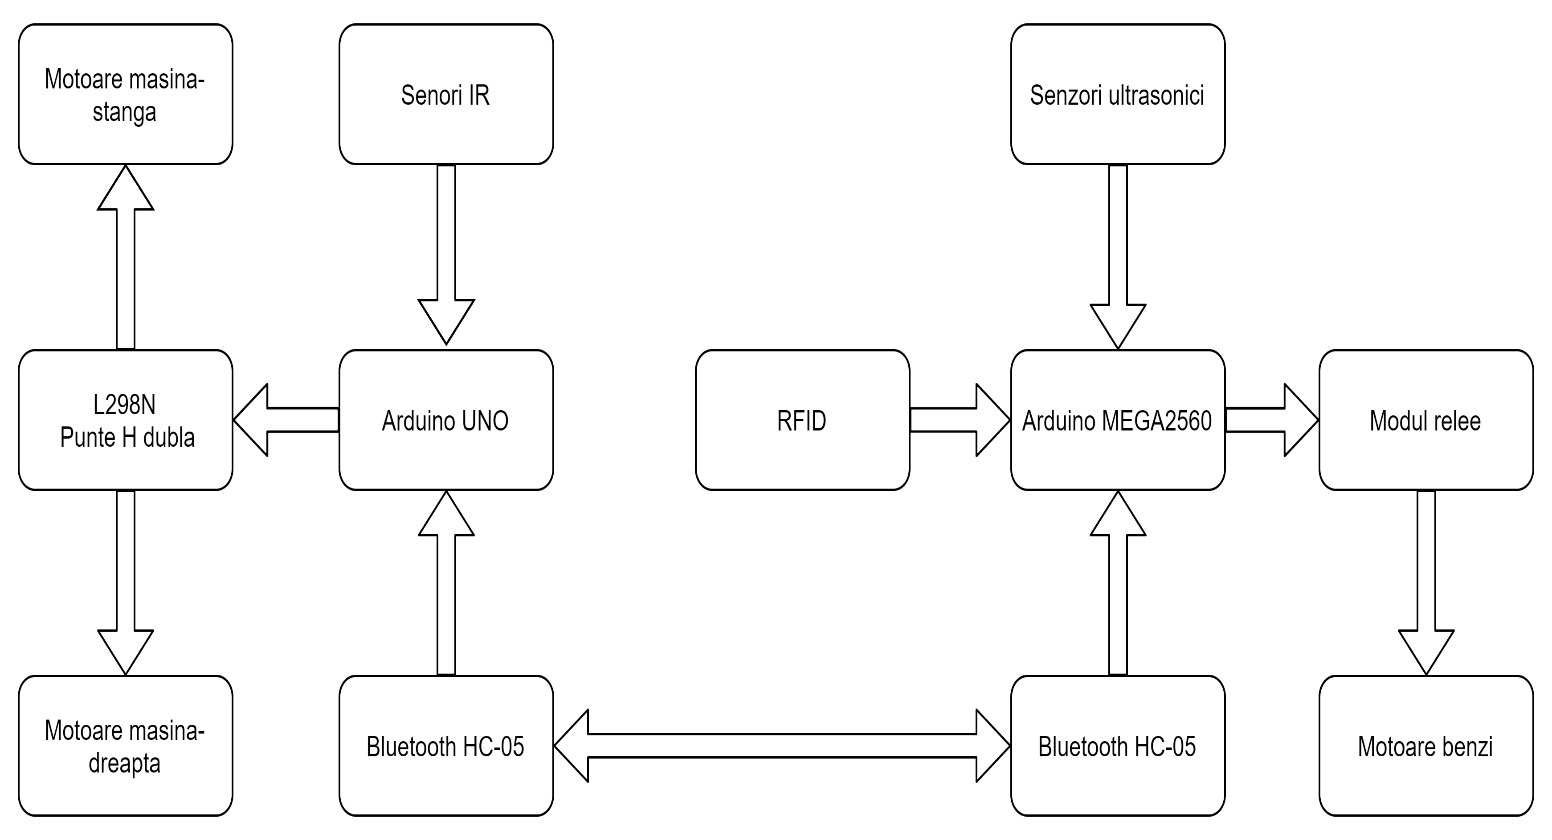 Motoare masina-
stanga
Senori IR
Senzori ultrasonici
L298N
Punte H dubla
Arduino UNO
RFID
Arduino MEGA2560
Modul relee
Motoare masina-
dreapta
Bluetooth HC-05
Bluetooth HC-05
Motoare benzi